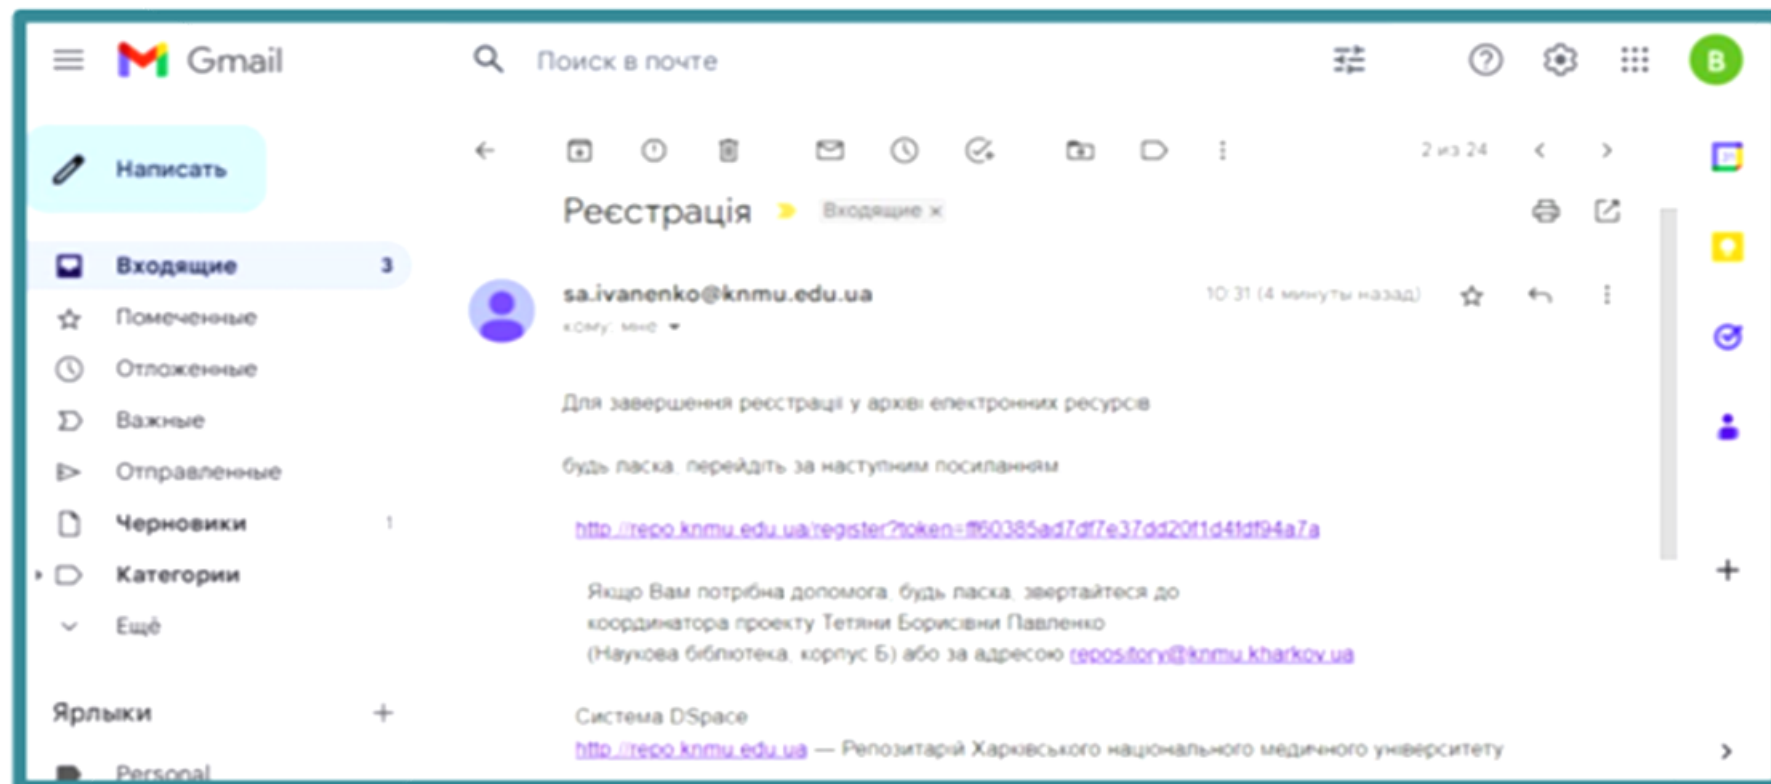 Gmail
Поиск в почте
B
Написать
2 из 24
Реєстрація
Входящие ×
Входящие 3
sa.ivanenko@knmu.edu.ua
10:31 (4 минуты назад)
кому: мне
Помеченные
Отложенные
Важные
Отправленные
Черновики 1
Категории
Ещё
Ярлыки +
Personal
Для завершення реєстрації у архіві електронних ресурсів
будь ласка, перейдіть за наступним посиланням
http://repo.knmu.edu.ua/register?token=ff60385ad7df7e37dd20f1d4fdf94a7a
Якщо Вам потрібна допомога, будь ласка, звертайтеся до
координатора проекту Тетяни Борисівни Павленко
(Наукова бібліотека, корпус Б) або за адресою repository@knmu.kharkov.ua
Система DSpace
http://repo.knmu.edu.ua — Репозитарій Харківського національного медичного університету